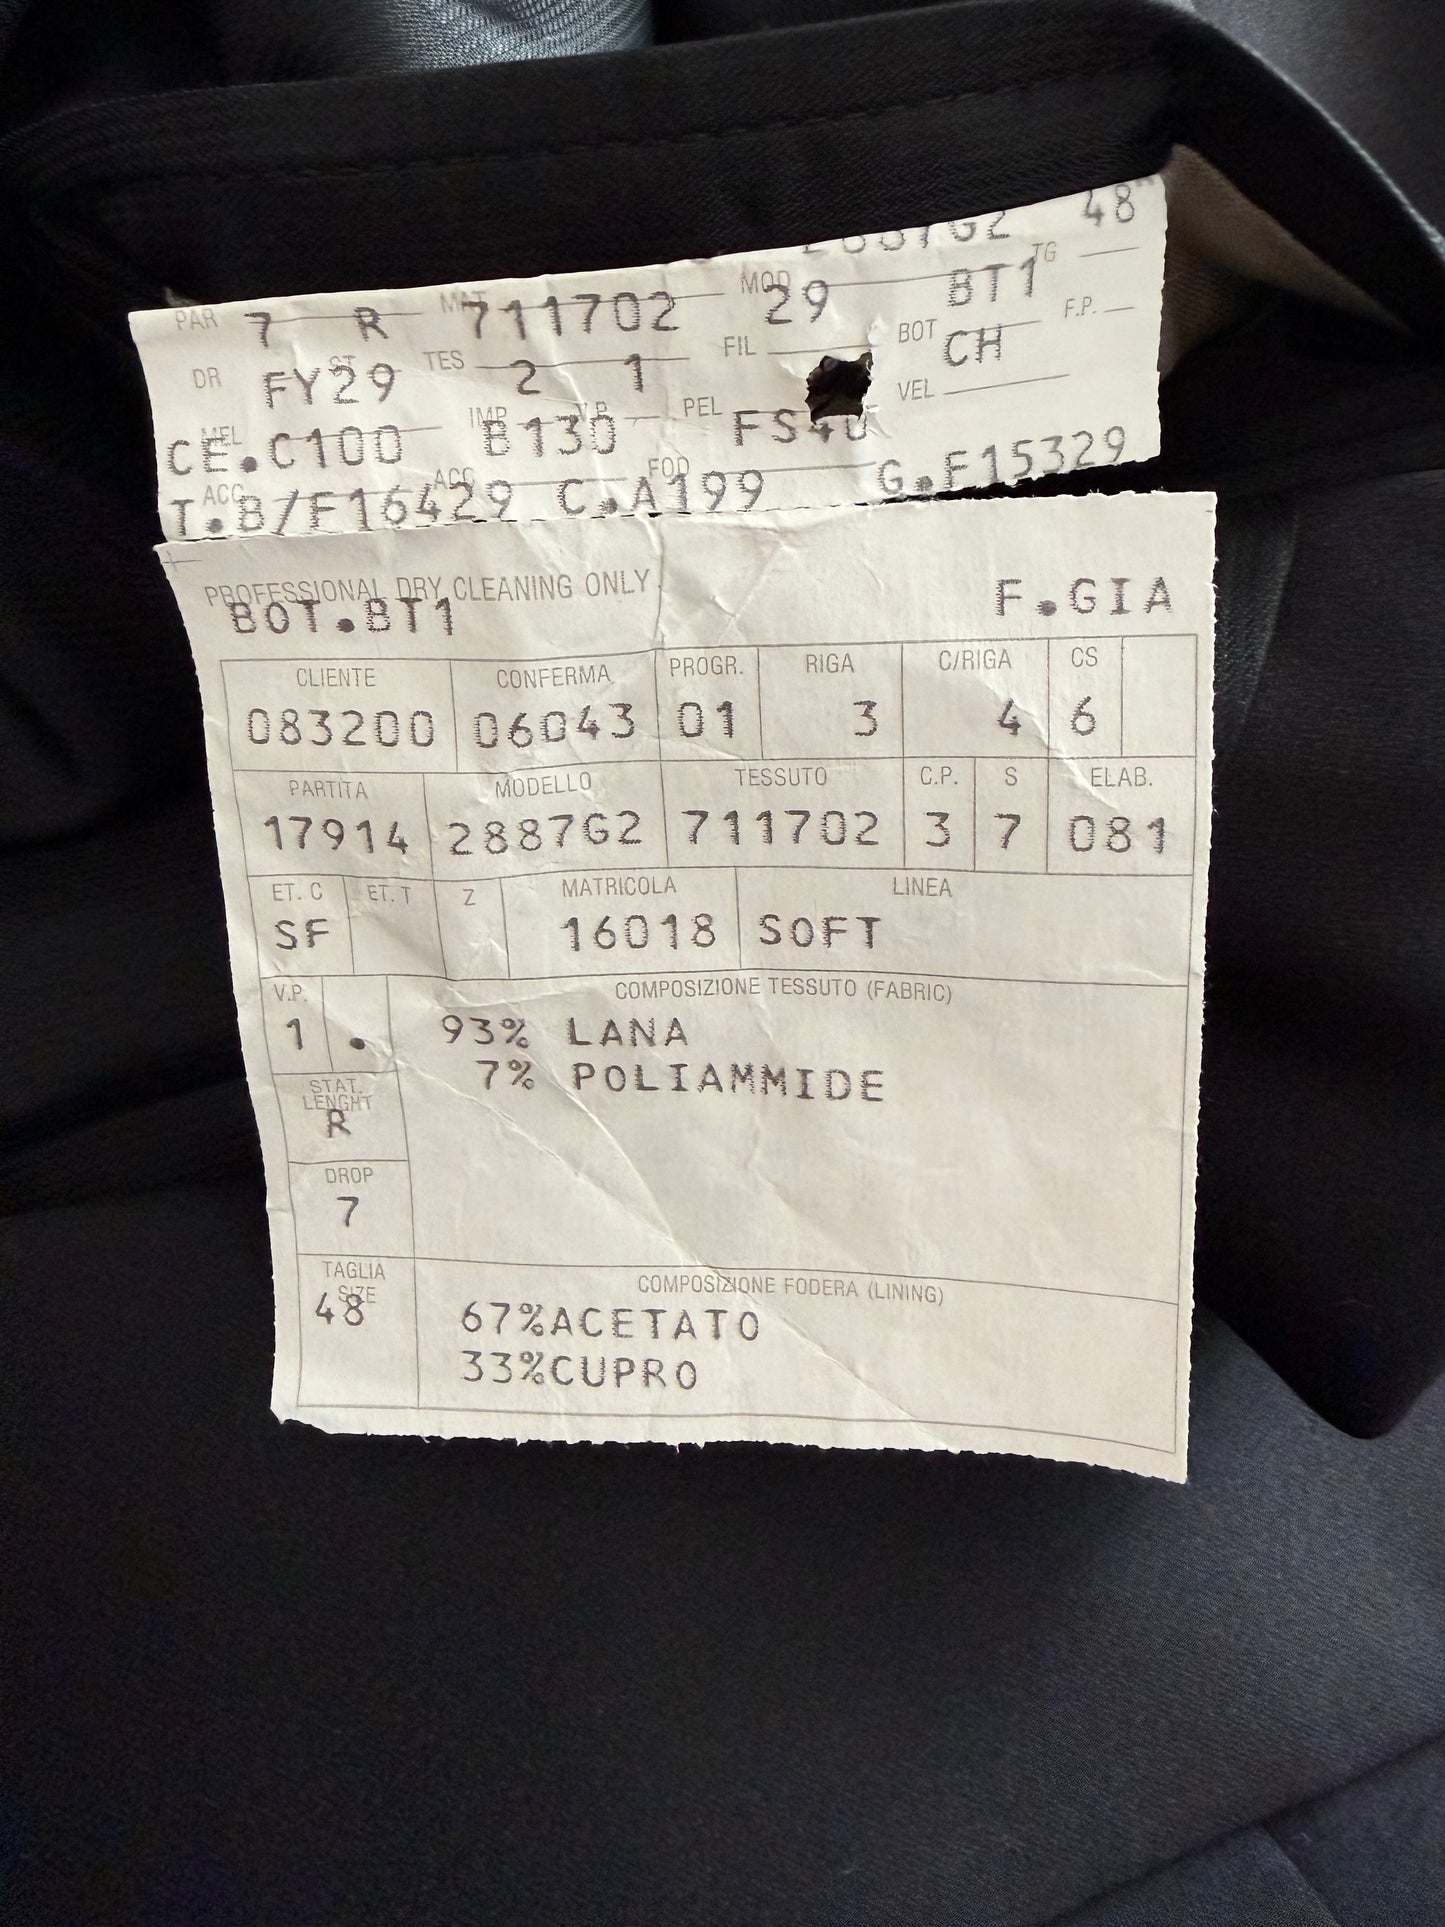 48
PAR 7 R MAT 711702 MOD 29 BT1 TG
DR FY29 ST TES 2 1 FIL BOT CH F.P.
MEL CE.C100 IMP B130 V.P. PEL VEL
ACC T.B/F16429 ACC C.A199 FOD G.F15329
PROFESSIONAL DRY CLEANING ONLY
BOT.BT1 F.GIA
CLIENTE CONFERMA PROGR. RIGA C/RIGA CS
083200 06043 01 3 4 6
PARTITA MODELLO TESSUTO C.P. S ELAB.
17914 2887G2 711702 3 7 081
ET. C ET. T Z MATRICOLA LINEA
SF 16018 SOFT
V.P. COMPOSIZIONE TESSUTO (FABRIC)
1 . 93% LANA
7% POLIAMMIDE
STAT.
LENGHT
R
DROP
7
TAGLIA COMPOSIZIONE FODERA (LINING)
SIZE
48 67%ACETATO
33%CUPRO